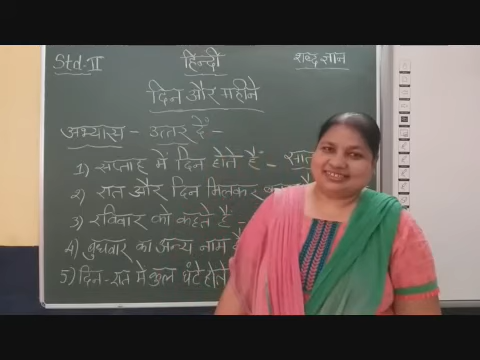 Std. II
हिन्दी
शब्द ज्ञान
दिन और महीने
अभ्यास - उत्तर दें -
1) सप्ताह में दिन होते हैं - सात
2) रात और दिन मिलकर
3) रविवार को कहते हैं -
4) बुधवार का अन्य नाम है
5) दिन-रात में कुल घंटे होते